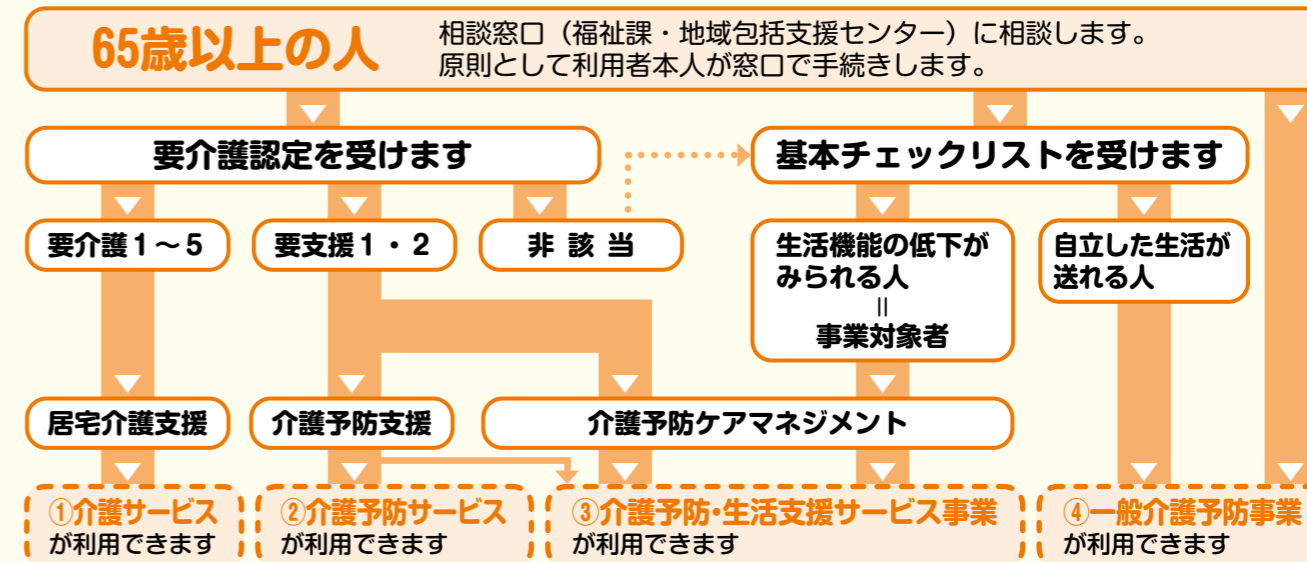 65歳以上の人
相談窓口（福祉課・地域包括支援センター）に相談します。
原則として利用者本人が窓口で手続きします。
要介護認定を受けます
基本チェックリストを受けます
要介護１～５
要支援１・２
非 該 当
生活機能の低下が
みられる人
＝
事業対象者
自立した生活が
送れる人
居宅介護支援
介護予防支援
介護予防ケアマネジメント
①介護サービス
が利用できます
②介護予防サービス
が利用できます
③介護予防・生活支援サービス事業
が利用できます
④一般介護予防事業
が利用できます